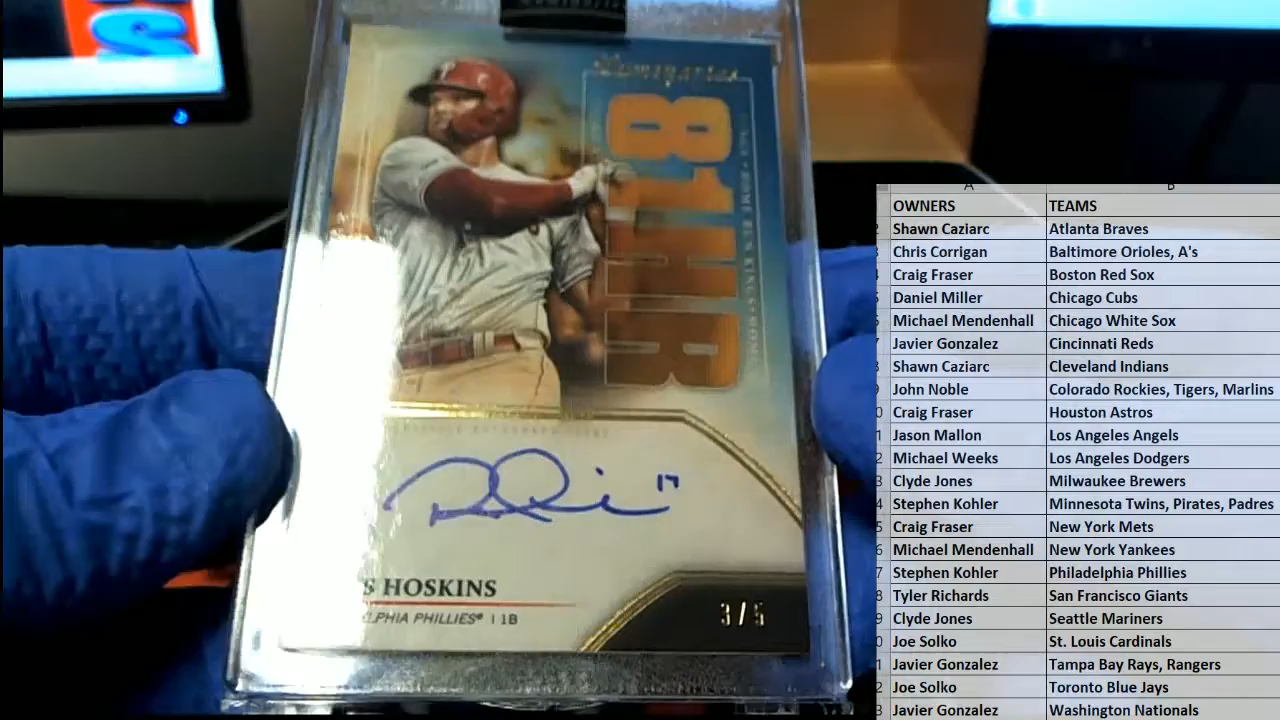 Luminaries
81HR
S HOSKINS
LPHIA PHILLIES® | 1B
17
3/5
A B
OWNERS TEAMS
Shawn Caziarc Atlanta Braves
Chris Corrigan Baltimore Orioles, A's
Craig Fraser Boston Red Sox
Daniel Miller Chicago Cubs
Michael Mendenhall Chicago White Sox
Javier Gonzalez Cincinnati Reds
Shawn Caziarc Cleveland Indians
John Noble Colorado Rockies, Tigers, Marlins
Craig Fraser Houston Astros
Jason Mallon Los Angeles Angels
Michael Weeks Los Angeles Dodgers
Clyde Jones Milwaukee Brewers
Stephen Kohler Minnesota Twins, Pirates, Padres
Craig Fraser New York Mets
Michael Mendenhall New York Yankees
Stephen Kohler Philadelphia Phillies
Tyler Richards San Francisco Giants
Clyde Jones Seattle Mariners
Joe Solko St. Louis Cardinals
Javier Gonzalez Tampa Bay Rays, Rangers
Joe Solko Toronto Blue Jays
Javier Gonzalez Washington Nationals